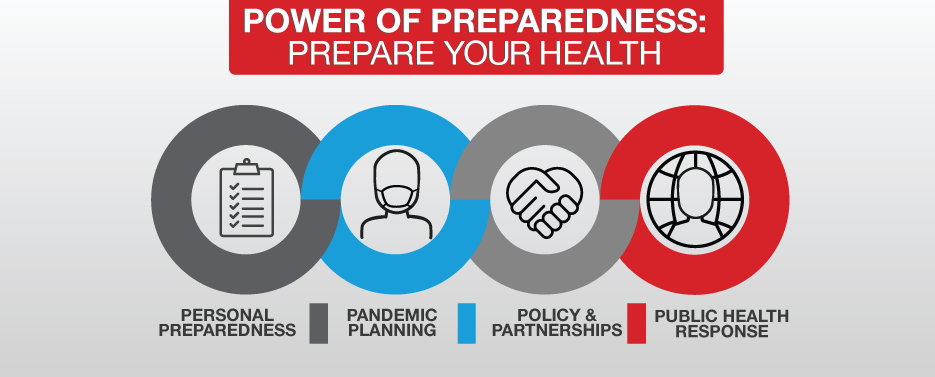 POWER OF PREPAREDNESS:
PREPARE YOUR HEALTH
PERSONAL
PREPAREDNESS
PANDEMIC
PLANNING
POLICY &
PARTNERSHIPS
PUBLIC HEALTH
RESPONSE